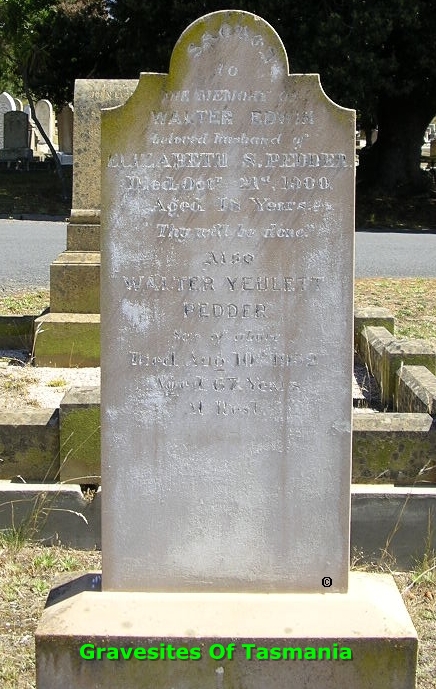 SACRED
to
THE MEMORY OF
WALTER EDWIN
beloved husband of
ELIZABETH S. PEDDER
Died Octr. 21st, 1900.
Aged 48 Years.
"Thy will be done."
ALSO
WALTER YEULETT
PEDDER
Son of above
Died Aug 10th 1952
Aged 67 Years
At Rest.
©
Gravesites Of Tasmania